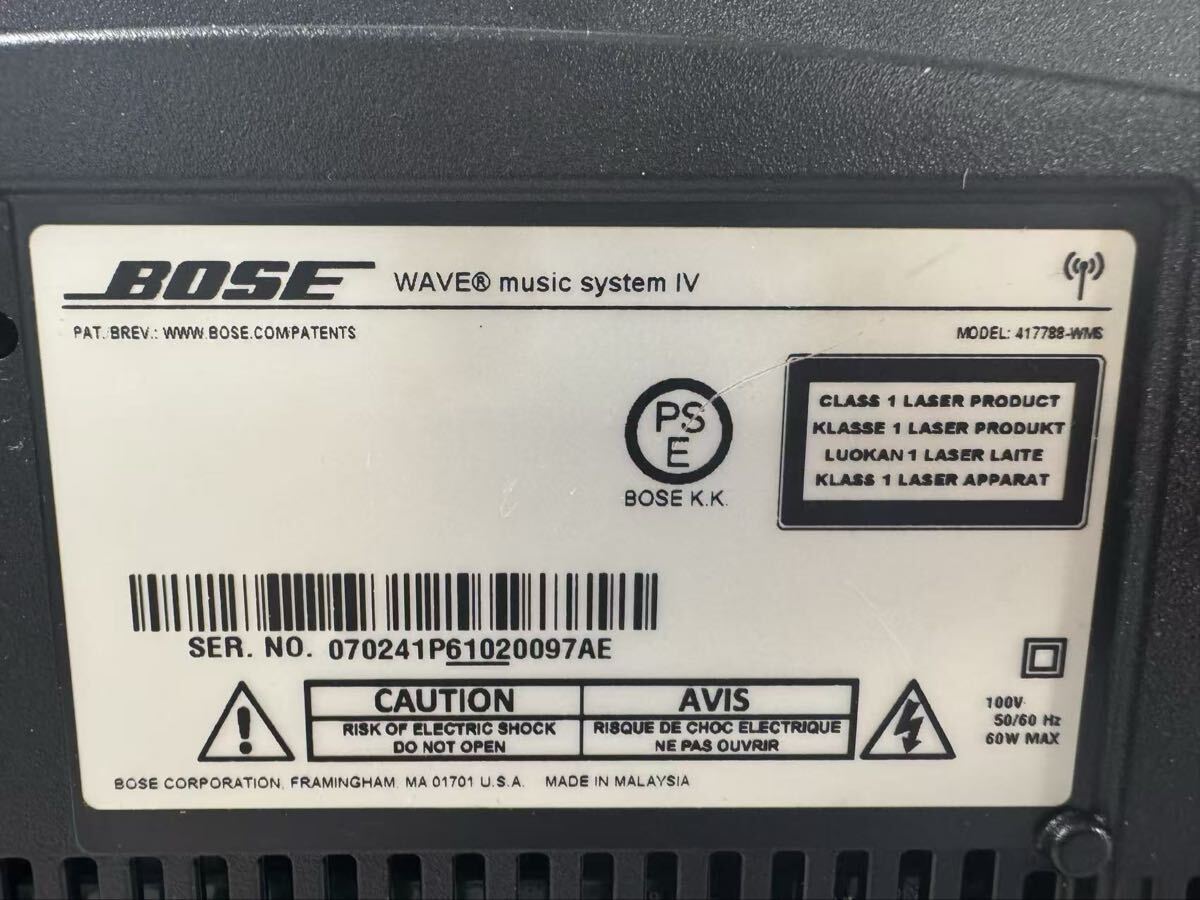 BOSE WAVE® music system IV
PAT. BREV.: WWW.BOSE.COM/PATENTS
MODEL: 417788-WMS
PS
E
BOSE K.K.
CLASS 1 LASER PRODUCT
KLASSE 1 LASER PRODUKT
LUOKAN 1 LASER LAITE
KLASS 1 LASER APPARAT
SER. NO. 070241P61020097AE
CAUTION
RISK OF ELECTRIC SHOCK
DO NOT OPEN
AVIS
RISQUE DE CHOC ELECTRIQUE
NE PAS OUVRIR
100V
50/60 Hz
60W MAX
BOSE CORPORATION, FRAMINGHAM, MA 01701 U.S.A. MADE IN MALAYSIA